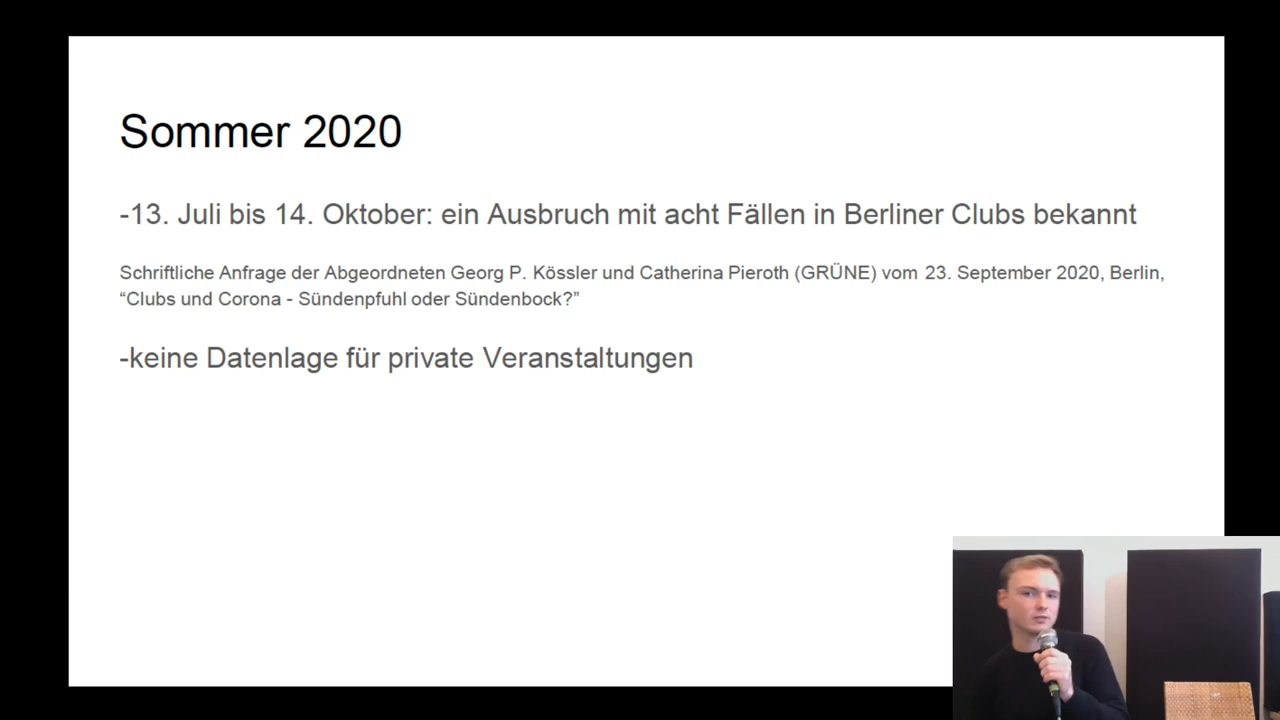 Sommer 2020
-13. Juli bis 14. Oktober: ein Ausbruch mit acht Fällen in Berliner Clubs bekannt
Schriftliche Anfrage der Abgeordneten Georg P. Kössler und Catherina Pieroth (GRÜNE) vom 23. September 2020, Berlin,
“Clubs und Corona - Sündenpfuhl oder Sündenbock?”
-keine Datenlage für private Veranstaltungen